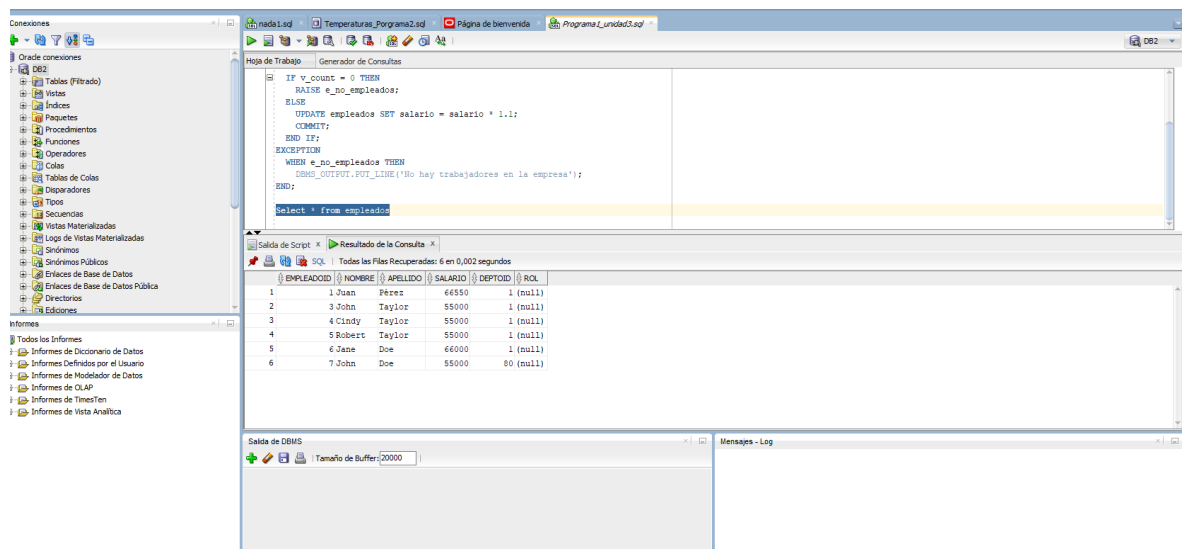 Conexiones
nada1.sql
Temperaturas_Porgrama2.sql
Página de bienvenida
Programa1_unidad3.sql
DB2
Oracle conexiones
DB2
Tablas (Filtrado)
Vistas
Índices
Paquetes
Procedimientos
Funciones
Operadores
Colas
Tablas de Colas
Disparadores
Tipos
Secuencias
Vistas Materializadas
Logs de Vistas Materializadas
Sinónimos
Sinónimos Públicos
Enlaces de Base de Datos
Enlaces de Base de Datos Pública
Directorios
Ediciones
Informes
Todos los Informes
Informes de Diccionario de Datos
Informes Definidos por el Usuario
Informes de Modelador de Datos
Informes de OLAP
Informes de TimesTen
Informes de Vista Analítica
Hoja de Trabajo Generador de Consultas
IF v_count = 0 THEN
RAISE e_no_empleados;
ELSE
UPDATE empleados SET salario = salario * 1.1;
COMMIT;
END IF;
EXCEPTION
WHEN e_no_empleados THEN
DBMS_OUTPUT.PUT_LINE('No hay trabajadores en la empresa');
END;
Select * from empleados
Salida de Script x Resultado de la Consulta x
SQL | Todas las Filas Recuperadas: 6 en 0,002 segundos
EMPLEADOID NOMBRE APELLIDO SALARIO DEPTOID ROL
1 1 Juan Pérez 66550 1 (null)
2 3 John Taylor 55000 1 (null)
3 4 Cindy Taylor 55000 1 (null)
4 5 Robert Taylor 55000 1 (null)
5 6 Jane Doe 66000 1 (null)
6 7 John Doe 55000 80 (null)
Salida de DBMS
Tamaño de Buffer: 20000
Mensajes - Log